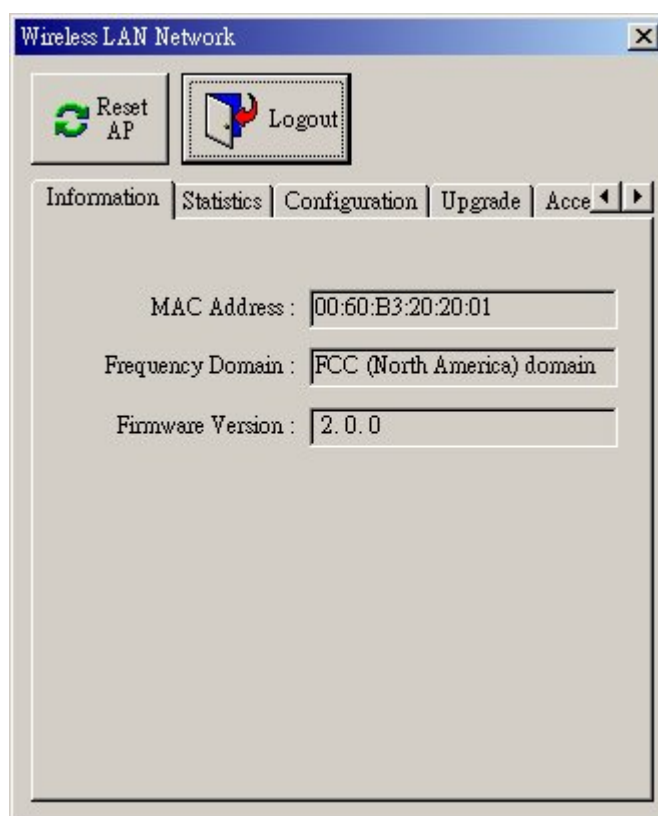 Wireless LAN Network
Reset
AP
Logout
Information Statistics Configuration Upgrade Acce
MAC Address : 00:60:B3:20:20:01
Frequency Domain : FCC (North America) domain
Firmware Version : 2.0.0